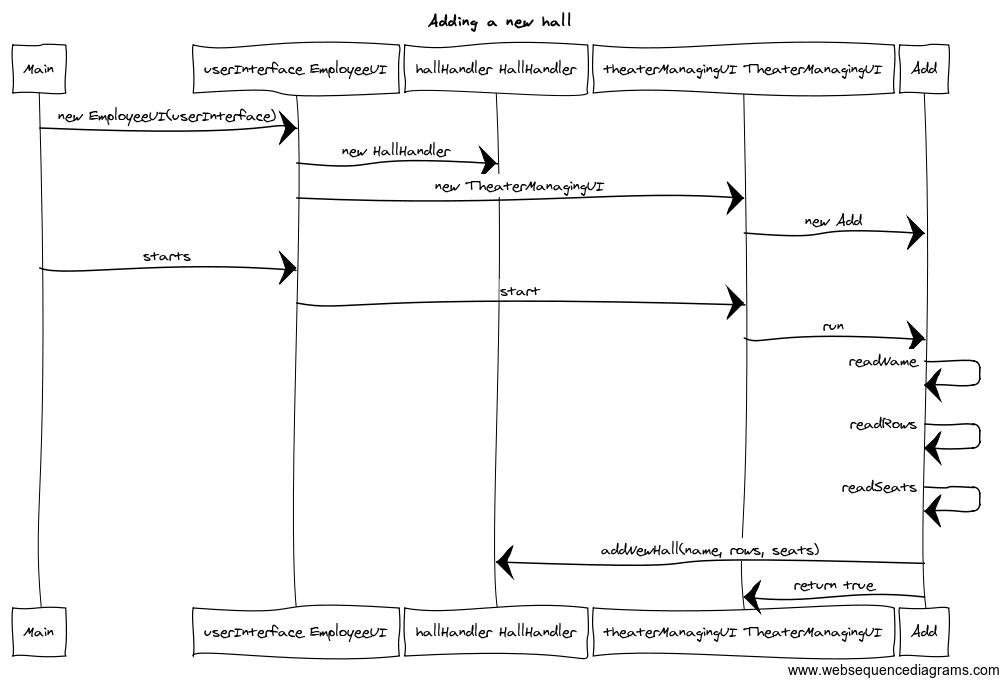 Adding a new hall
Main
userInterface EmployeeUI
hallHandler HallHandler
theaterManagingUI TheaterManagingUI
Add
new EmployeeUI(userInterface)
new HallHandler
new TheaterManagingUI
new Add
starts
start
run
readName
readRows
readSeats
addNewHall(name, rows, seats)
return true
Main
userInterface EmployeeUI
hallHandler HallHandler
theaterManagingUI TheaterManagingUI
Add
www.websequencediagrams.com